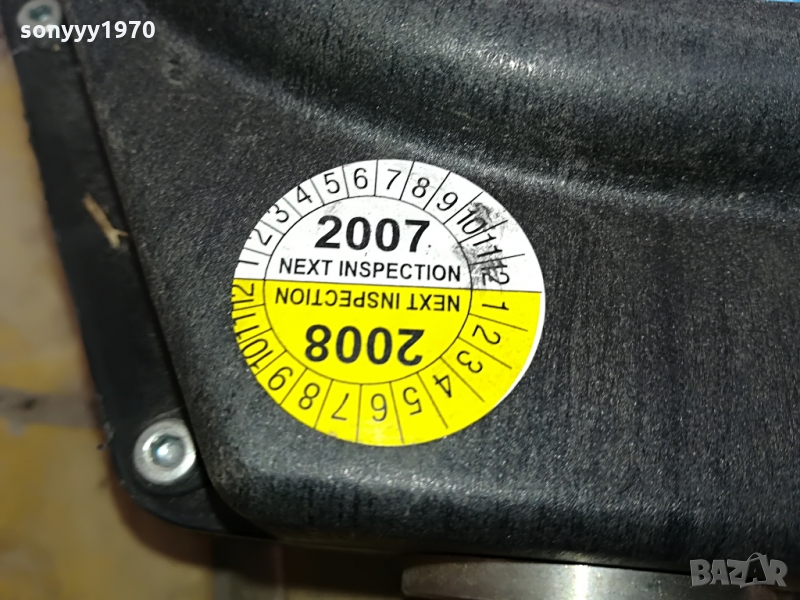 sonyyy1970
1 2 3 4 5 6 7 8 9 10 11 12
2007
NEXT INSPECTION
NEXT INSPECTION
2008
1 2 3 4 5 6 7 8 9 10 11 12
BAZAR